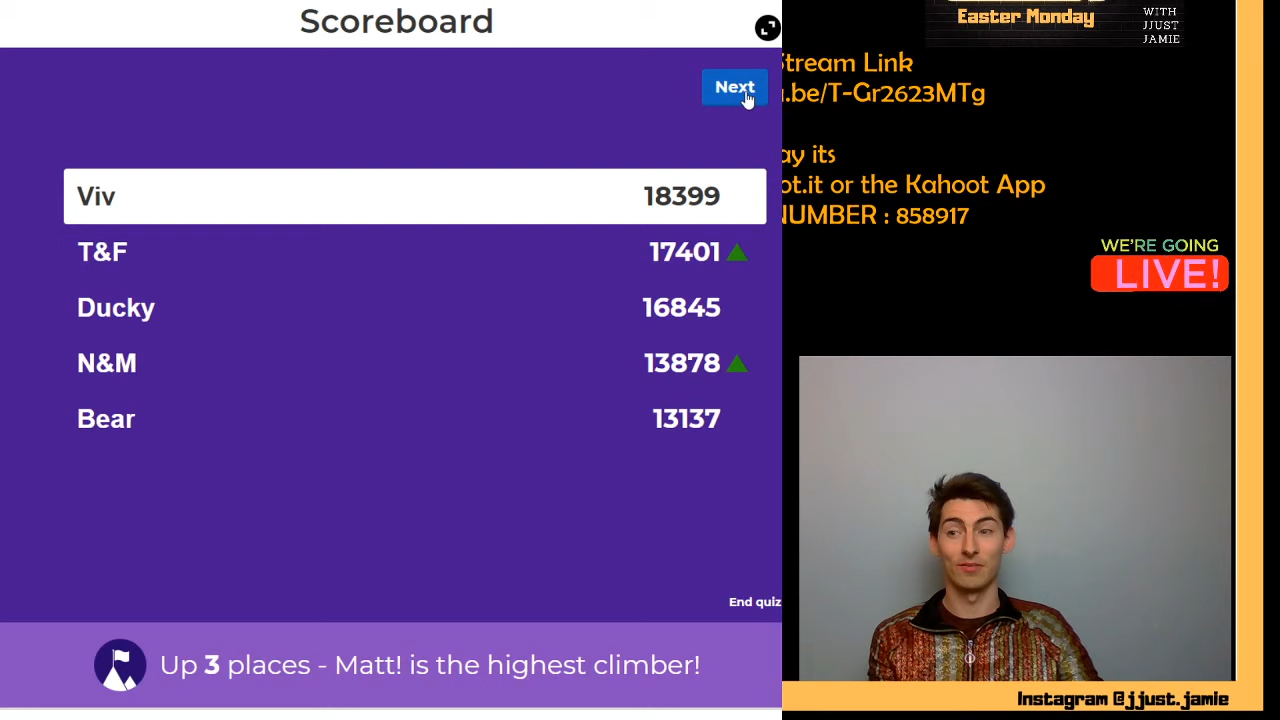 Scoreboard
Next
Viv 18399
T&F 17401
Ducky 16845
N&M 13878
Bear 13137
End quiz
Up 3 places - Matt! is the highest climber!
Easter Monday
WITH
JJUST
JAMIE
Stream Link
.be/T-Gr2623MTg
ay its
ot.it or the Kahoot App
NUMBER : 858917
WE'RE GOING
LIVE!
Instagram @jjust.jamie